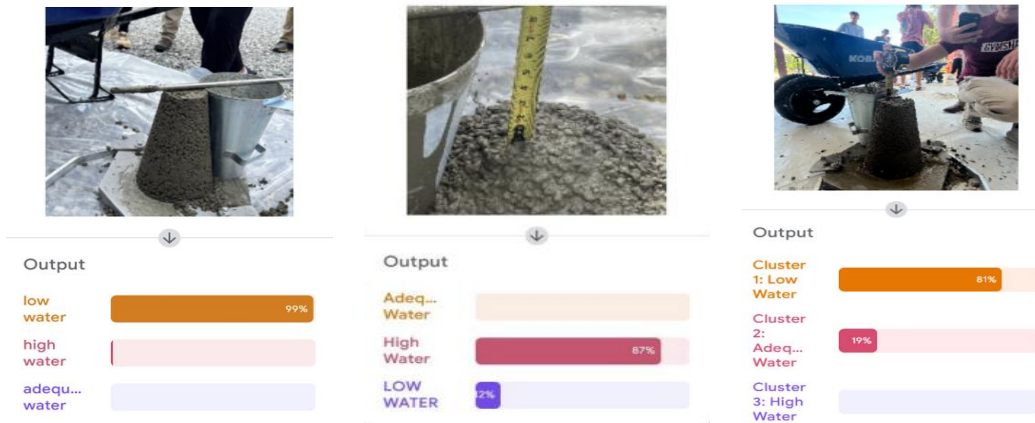 Output
low
water
99%
high
water
adequ...
water
Output
Adeq...
Water
High
Water
87%
LOW
WATER
12%
Output
Cluster
1: Low
Water
81%
Cluster
2:
Adeq...
Water
19%
Cluster
3: High
Water